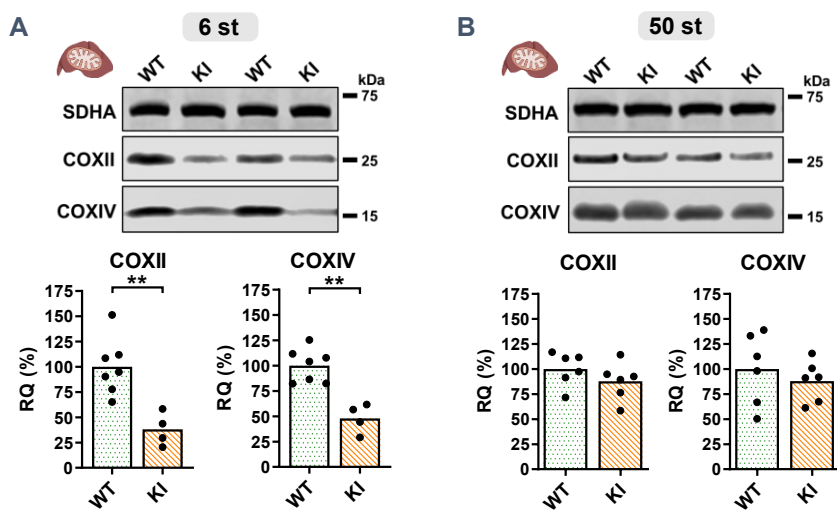 A
6 st
WT KI WT KI
kDa
SDHA
75
COXII
25
COXIV
15
COXII
**
RQ (%)
175
150
125
100
75
50
25
0
WT KI
COXIV
**
RQ (%)
175
150
125
100
75
50
25
0
WT KI
B
50 st
WT KI WT KI
kDa
SDHA
75
COXII
25
COXIV
15
COXII
RQ (%)
175
150
125
100
75
50
25
0
WT KI
COXIV
RQ (%)
175
150
125
100
75
50
25
0
WT KI